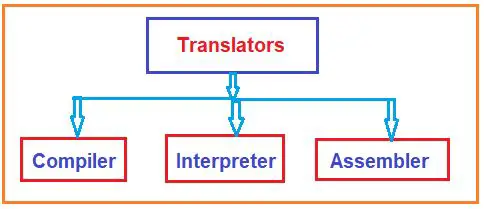 Translators
Compiler
Interpreter
Assembler